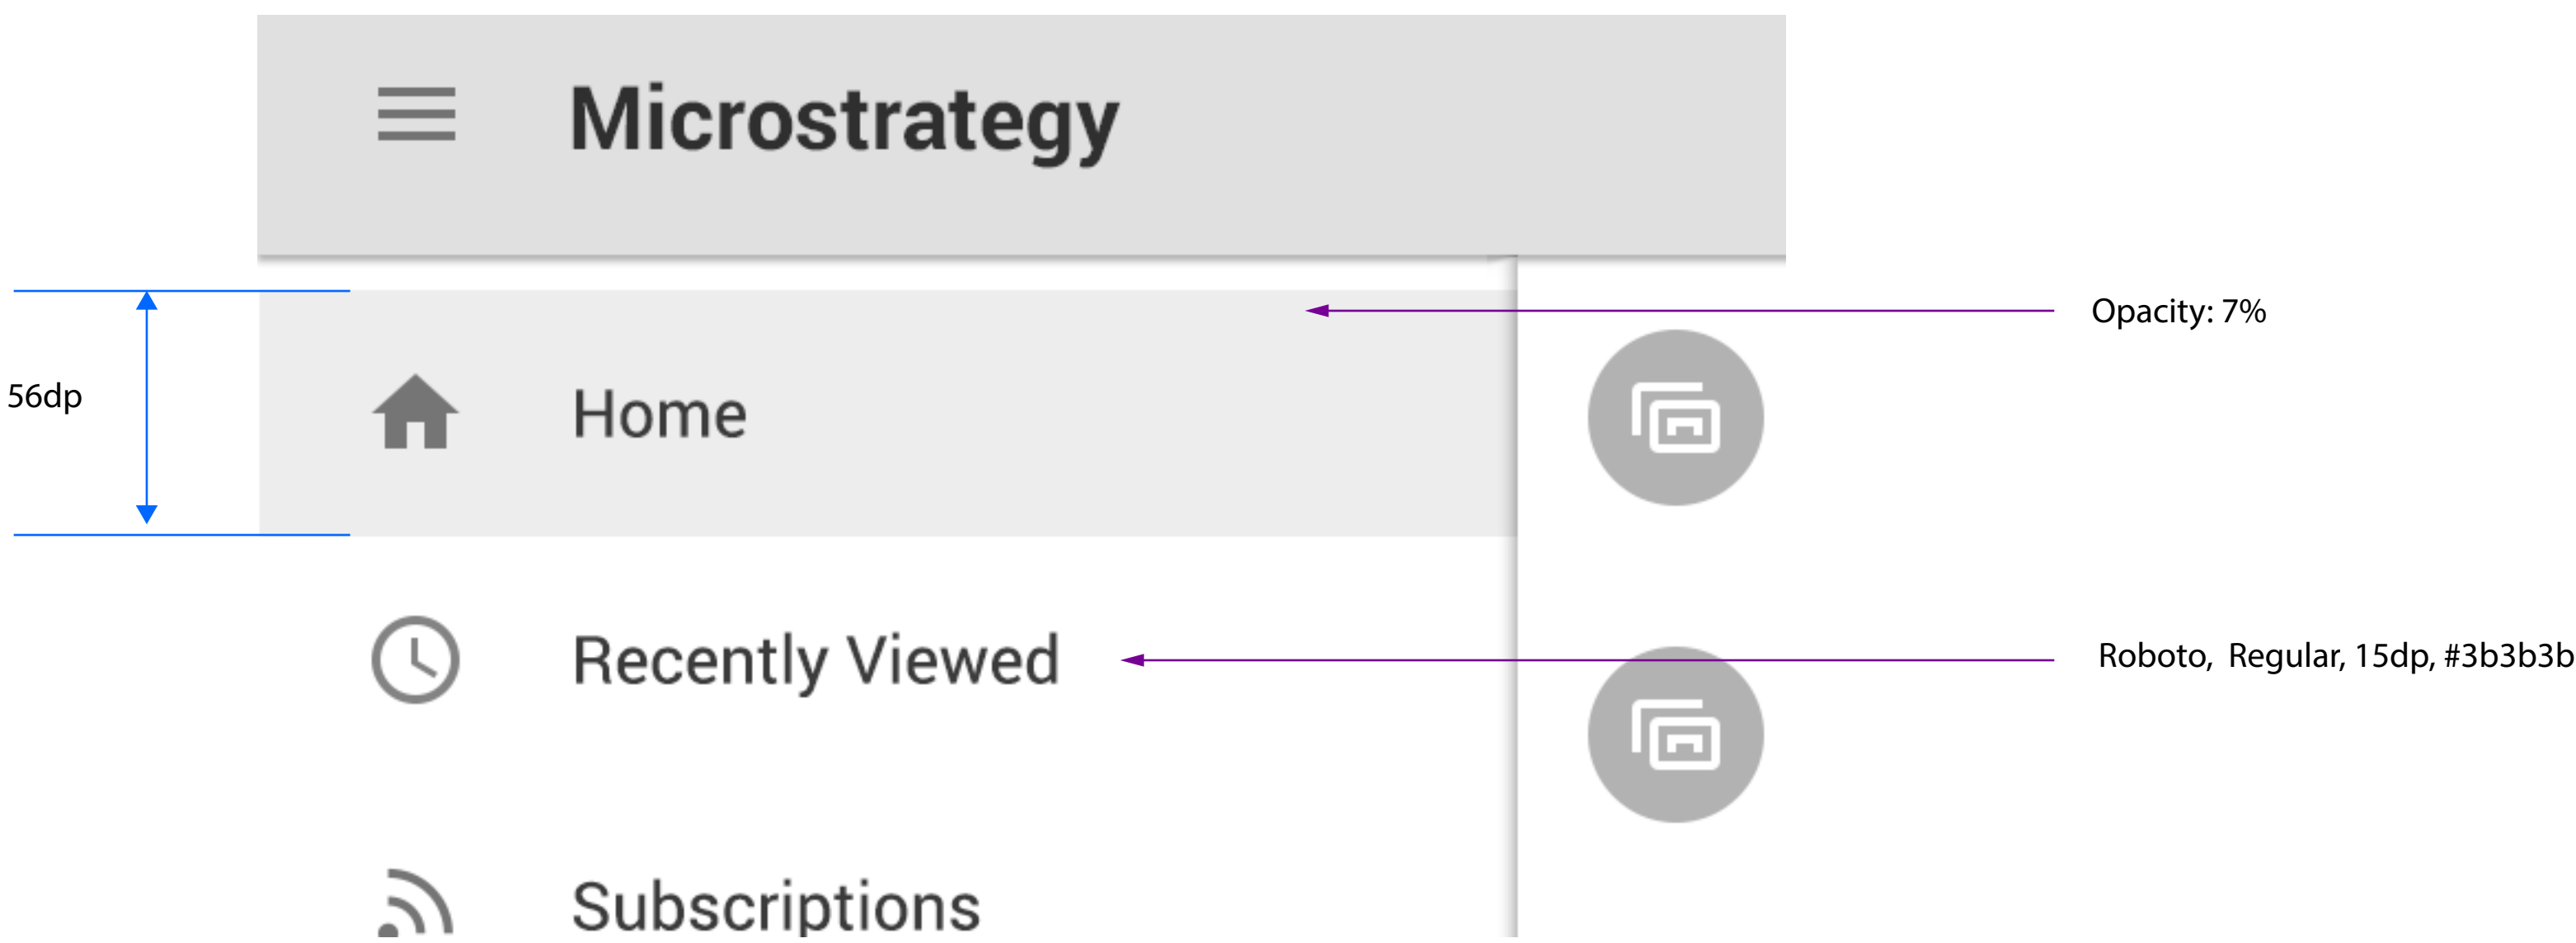 Microstrategy
Opacity: 7%
56dp
Home
Recently Viewed
Roboto, Regular, 15dp, #3b3b3b
Subscriptions